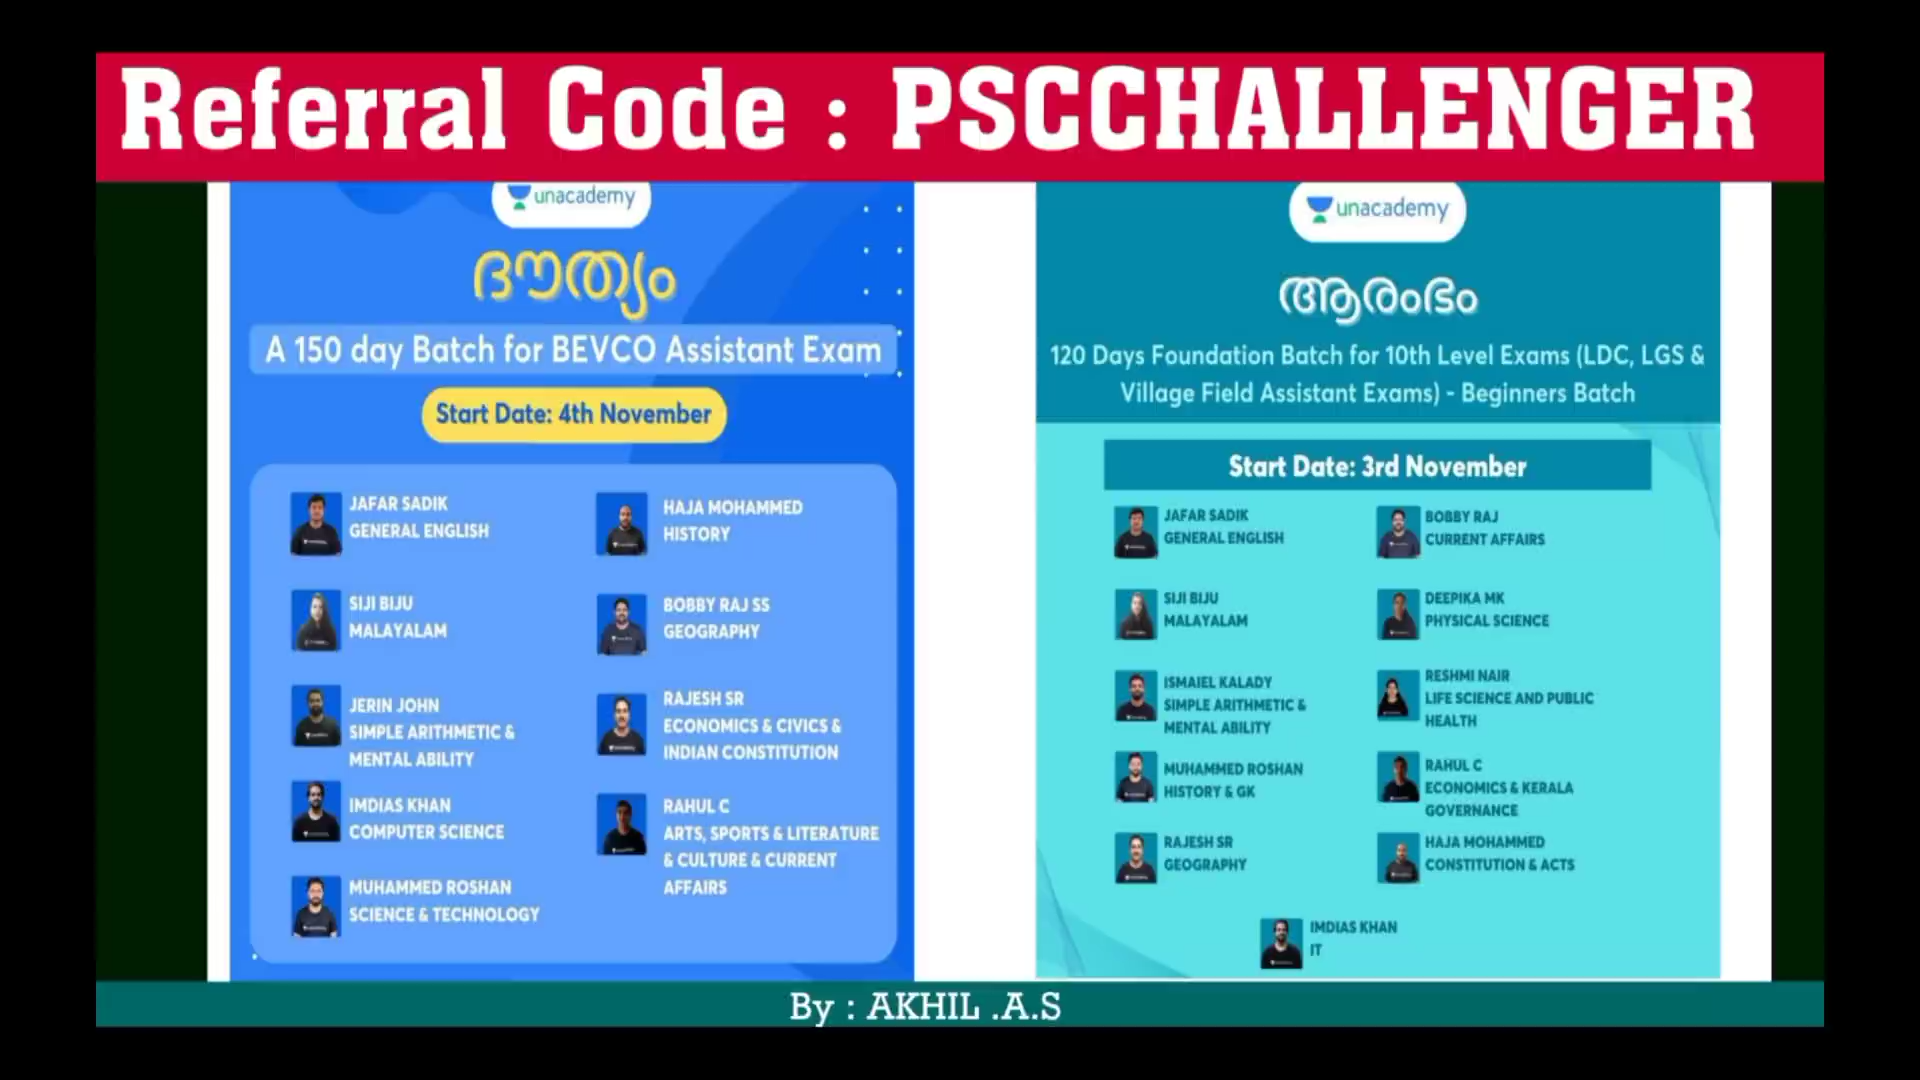 Referral Code : PSCCHALLENGER
unacademy
ദൗത്യം
A 150 day Batch for BEVCO Assistant Exam
Start Date: 4th November
JAFAR SADIK
GENERAL ENGLISH
SIJI BIJU
MALAYALAM
JERIN JOHN
SIMPLE ARITHMETIC &
MENTAL ABILITY
IMDIAS KHAN
COMPUTER SCIENCE
MUHAMMED ROSHAN
SCIENCE & TECHNOLOGY
HAJA MOHAMMED
HISTORY
BOBBY RAJ SS
GEOGRAPHY
RAJESH SR
ECONOMICS & CIVICS &
INDIAN CONSTITUTION
RAHUL C
ARTS, SPORTS & LITERATURE
& CULTURE & CURRENT
AFFAIRS
unacademy
ആരംഭം
120 Days Foundation Batch for 10th Level Exams (LDC, LGS &
Village Field Assistant Exams) - Beginners Batch
Start Date: 3rd November
JAFAR SADIK
GENERAL ENGLISH
SIJI BIJU
MALAYALAM
ISMAIEL KALADY
SIMPLE ARITHMETIC &
MENTAL ABILITY
MUHAMMED ROSHAN
HISTORY & GK
RAJESH SR
GEOGRAPHY
BOBBY RAJ
CURRENT AFFAIRS
DEEPIKA MK
PHYSICAL SCIENCE
RESHMI NAIR
LIFE SCIENCE AND PUBLIC
HEALTH
RAHUL C
ECONOMICS & KERALA
GOVERNANCE
HAJA MOHAMMED
CONSTITUTION & ACTS
IMDIAS KHAN
IT
By : AKHIL .A.S